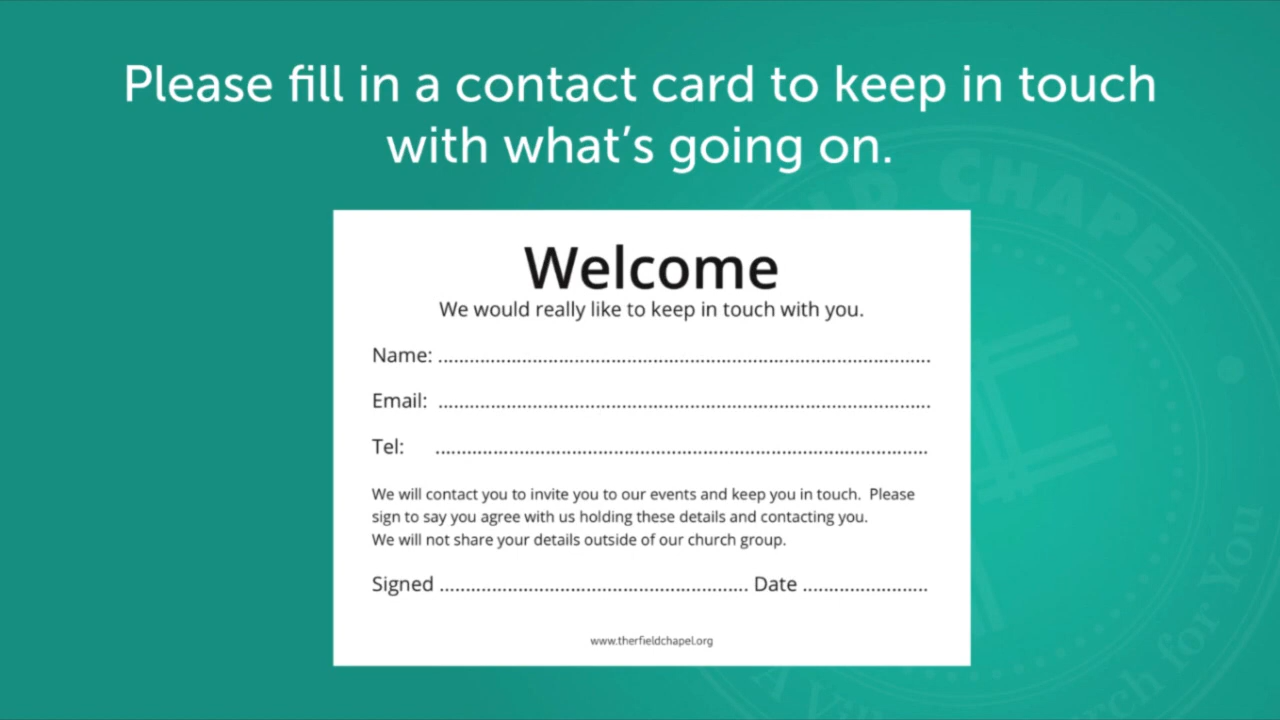 Please fill in a contact card to keep in touch
with what's going on.
Welcome
We would really like to keep in touch with you.
Name: ................................................................................................
Email: ................................................................................................
Tel: ................................................................................................
We will contact you to invite you to our events and keep you in touch. Please
sign to say you agree with us holding these details and contacting you.
We will not share your details outside of our church group.
Signed ............................................................ Date ........................
www.therfieldchapel.org
CHAPEL
for You